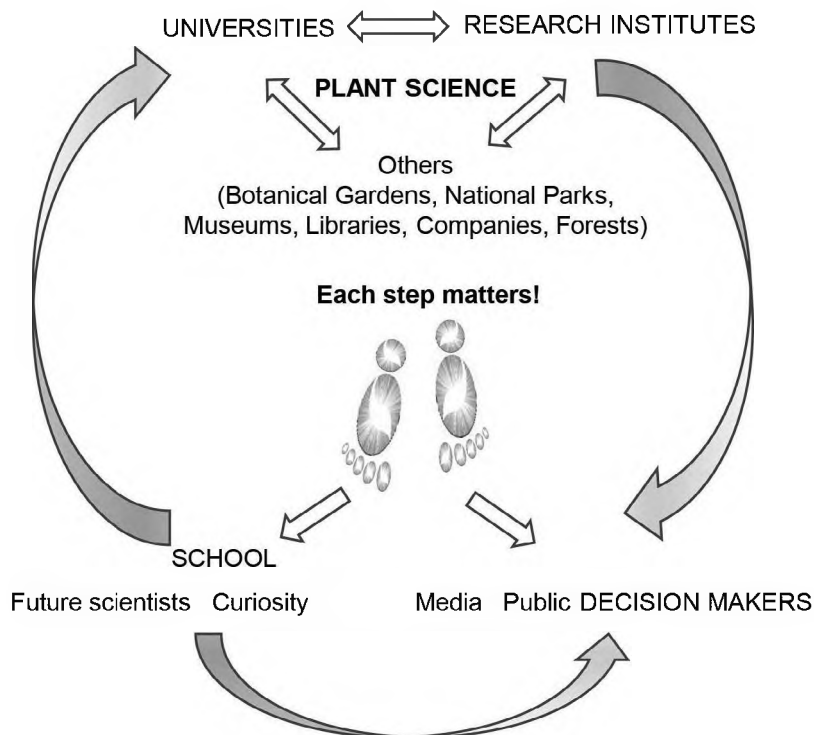 UNIVERSITIES RESEARCH INSTITUTES
PLANT SCIENCE
Others
(Botanical Gardens, National Parks,
Museums, Libraries, Companies, Forests)
Each step matters!
SCHOOL
Future scientists Curiosity Media Public DECISION MAKERS